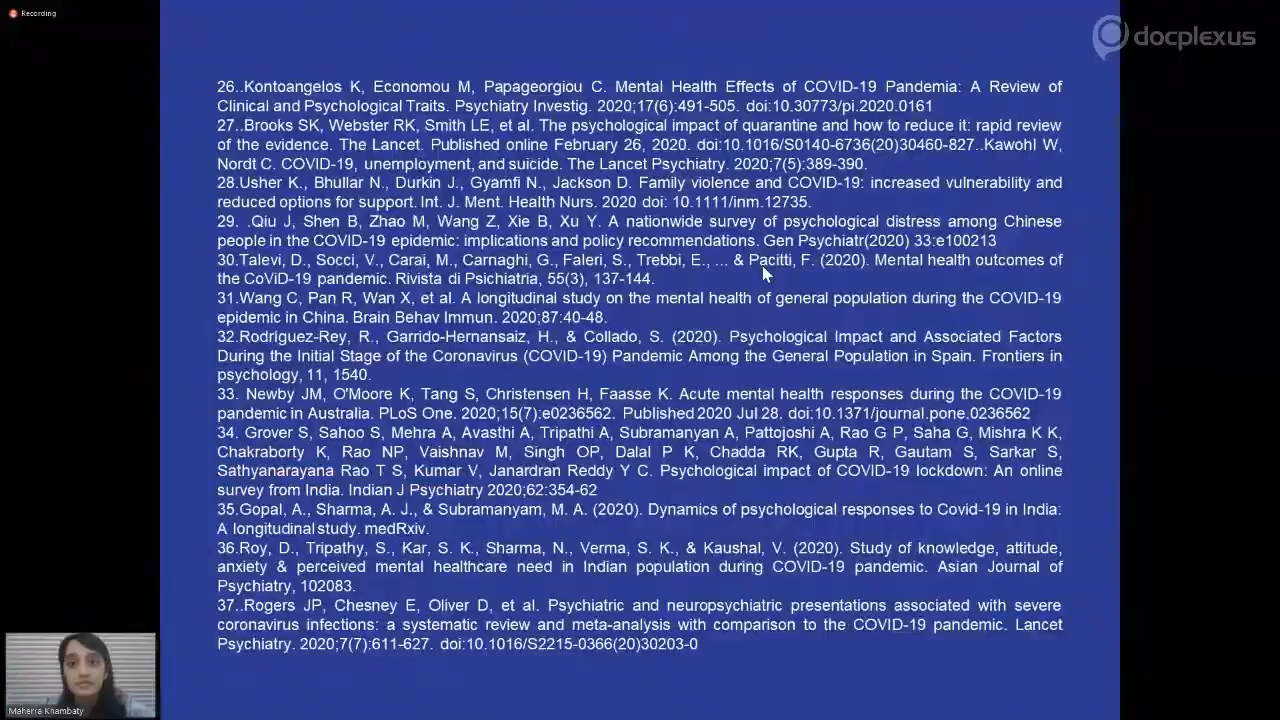 Recording
docplexus
26..Kontoangelos K, Economou M, Papageorgiou C. Mental Health Effects of COVID-19 Pandemia: A Review of
Clinical and Psychological Traits. Psychiatry Investig. 2020;17(6):491-505. doi:10.30773/pi.2020.0161
27..Brooks SK, Webster RK, Smith LE, et al. The psychological impact of quarantine and how to reduce it: rapid review
of the evidence. The Lancet. Published online February 26, 2020. doi:10.1016/S0140-6736(20)30460-827..Kawohl W,
Nordt C. COVID-19, unemployment, and suicide. The Lancet Psychiatry. 2020;7(5):389-390.
28.Usher K., Bhullar N., Durkin J., Gyamfi N., Jackson D. Family violence and COVID-19: increased vulnerability and
reduced options for support. Int. J. Ment. Health Nurs. 2020 doi: 10.1111/inm.12735.
29. .Qiu J, Shen B, Zhao M, Wang Z, Xie B, Xu Y. A nationwide survey of psychological distress among Chinese
people in the COVID-19 epidemic: implications and policy recommendations. Gen Psychiatr(2020) 33:e100213
30.Talevi, D., Socci, V., Carai, M., Carnaghi, G., Faleri, S., Trebbi, E., ... & Pacitti, F. (2020). Mental health outcomes of
the CoViD-19 pandemic. Rivista di Psichiatria, 55(3), 137-144.
31.Wang C, Pan R, Wan X, et al. A longitudinal study on the mental health of general population during the COVID-19
epidemic in China. Brain Behav Immun. 2020;87:40-48.
32.Rodríguez-Rey, R., Garrido-Hernansaiz, H., & Collado, S. (2020). Psychological Impact and Associated Factors
During the Initial Stage of the Coronavirus (COVID-19) Pandemic Among the General Population in Spain. Frontiers in
psychology, 11, 1540.
33. Newby JM, O'Moore K, Tang S, Christensen H, Faasse K. Acute mental health responses during the COVID-19
pandemic in Australia. PLoS One. 2020;15(7):e0236562. Published 2020 Jul 28. doi:10.1371/journal.pone.0236562
34. Grover S, Sahoo S, Mehra A, Avasthi A, Tripathi A, Subramanyan A, Pattojoshi A, Rao G P, Saha G, Mishra K K,
Chakraborty K, Rao NP, Vaishnav M, Singh OP, Dalal P K, Chadda RK, Gupta R, Gautam S, Sarkar S,
Sathyanarayana Rao T S, Kumar V, Janardran Reddy Y C. Psychological impact of COVID-19 lockdown: An online
survey from India. Indian J Psychiatry 2020;62:354-62
35.Gopal, A., Sharma, A. J., & Subramanyam, M. A. (2020). Dynamics of psychological responses to Covid-19 in India:
A longitudinal study. medRxiv.
36.Roy, D., Tripathy, S., Kar, S. K., Sharma, N., Verma, S. K., & Kaushal, V. (2020). Study of knowledge, attitude,
anxiety & perceived mental healthcare need in Indian population during COVID-19 pandemic. Asian Journal of
Psychiatry, 102083.
37..Rogers JP, Chesney E, Oliver D, et al. Psychiatric and neuropsychiatric presentations associated with severe
coronavirus infections: a systematic review and meta-analysis with comparison to the COVID-19 pandemic. Lancet
Psychiatry. 2020;7(7):611-627. doi:10.1016/S2215-0366(20)30203-0
Maherra Khambaty